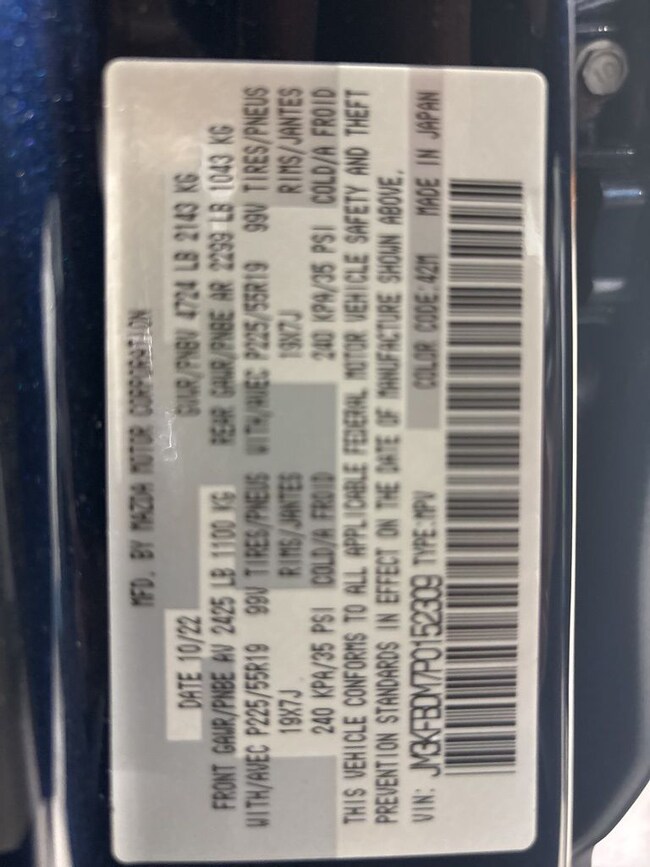 MFD. BY MAZDA MOTOR CORPORATION
DATE 10/22 GVWR/PNBV 4724 LB 2143 KG
FRONT GAWR/PNBE AV 2425 LB 1100 KG REAR GAWR/PNBE AR 2299 LB 1043 KG
WITH/AVEC P225/55R19 99V TIRES/PNEUS WITH/AVEC P225/55R19 99V TIRES/PNEUS
19X7J RIMS/JANTES 19X7J RIMS/JANTES
240 KPA/35 PSI COLD/A FROID 240 KPA/35 PSI COLD/A FROID
THIS VEHICLE CONFORMS TO ALL APPLICABLE FEDERAL MOTOR VEHICLE SAFETY AND THEFT
PREVENTION STANDARDS IN EFFECT ON THE DATE OF MANUFACTURE SHOWN ABOVE.
VIN: JM3KFBDM7P0152309 TYPE:MPV COLOR CODE:42M MADE IN JAPAN
10